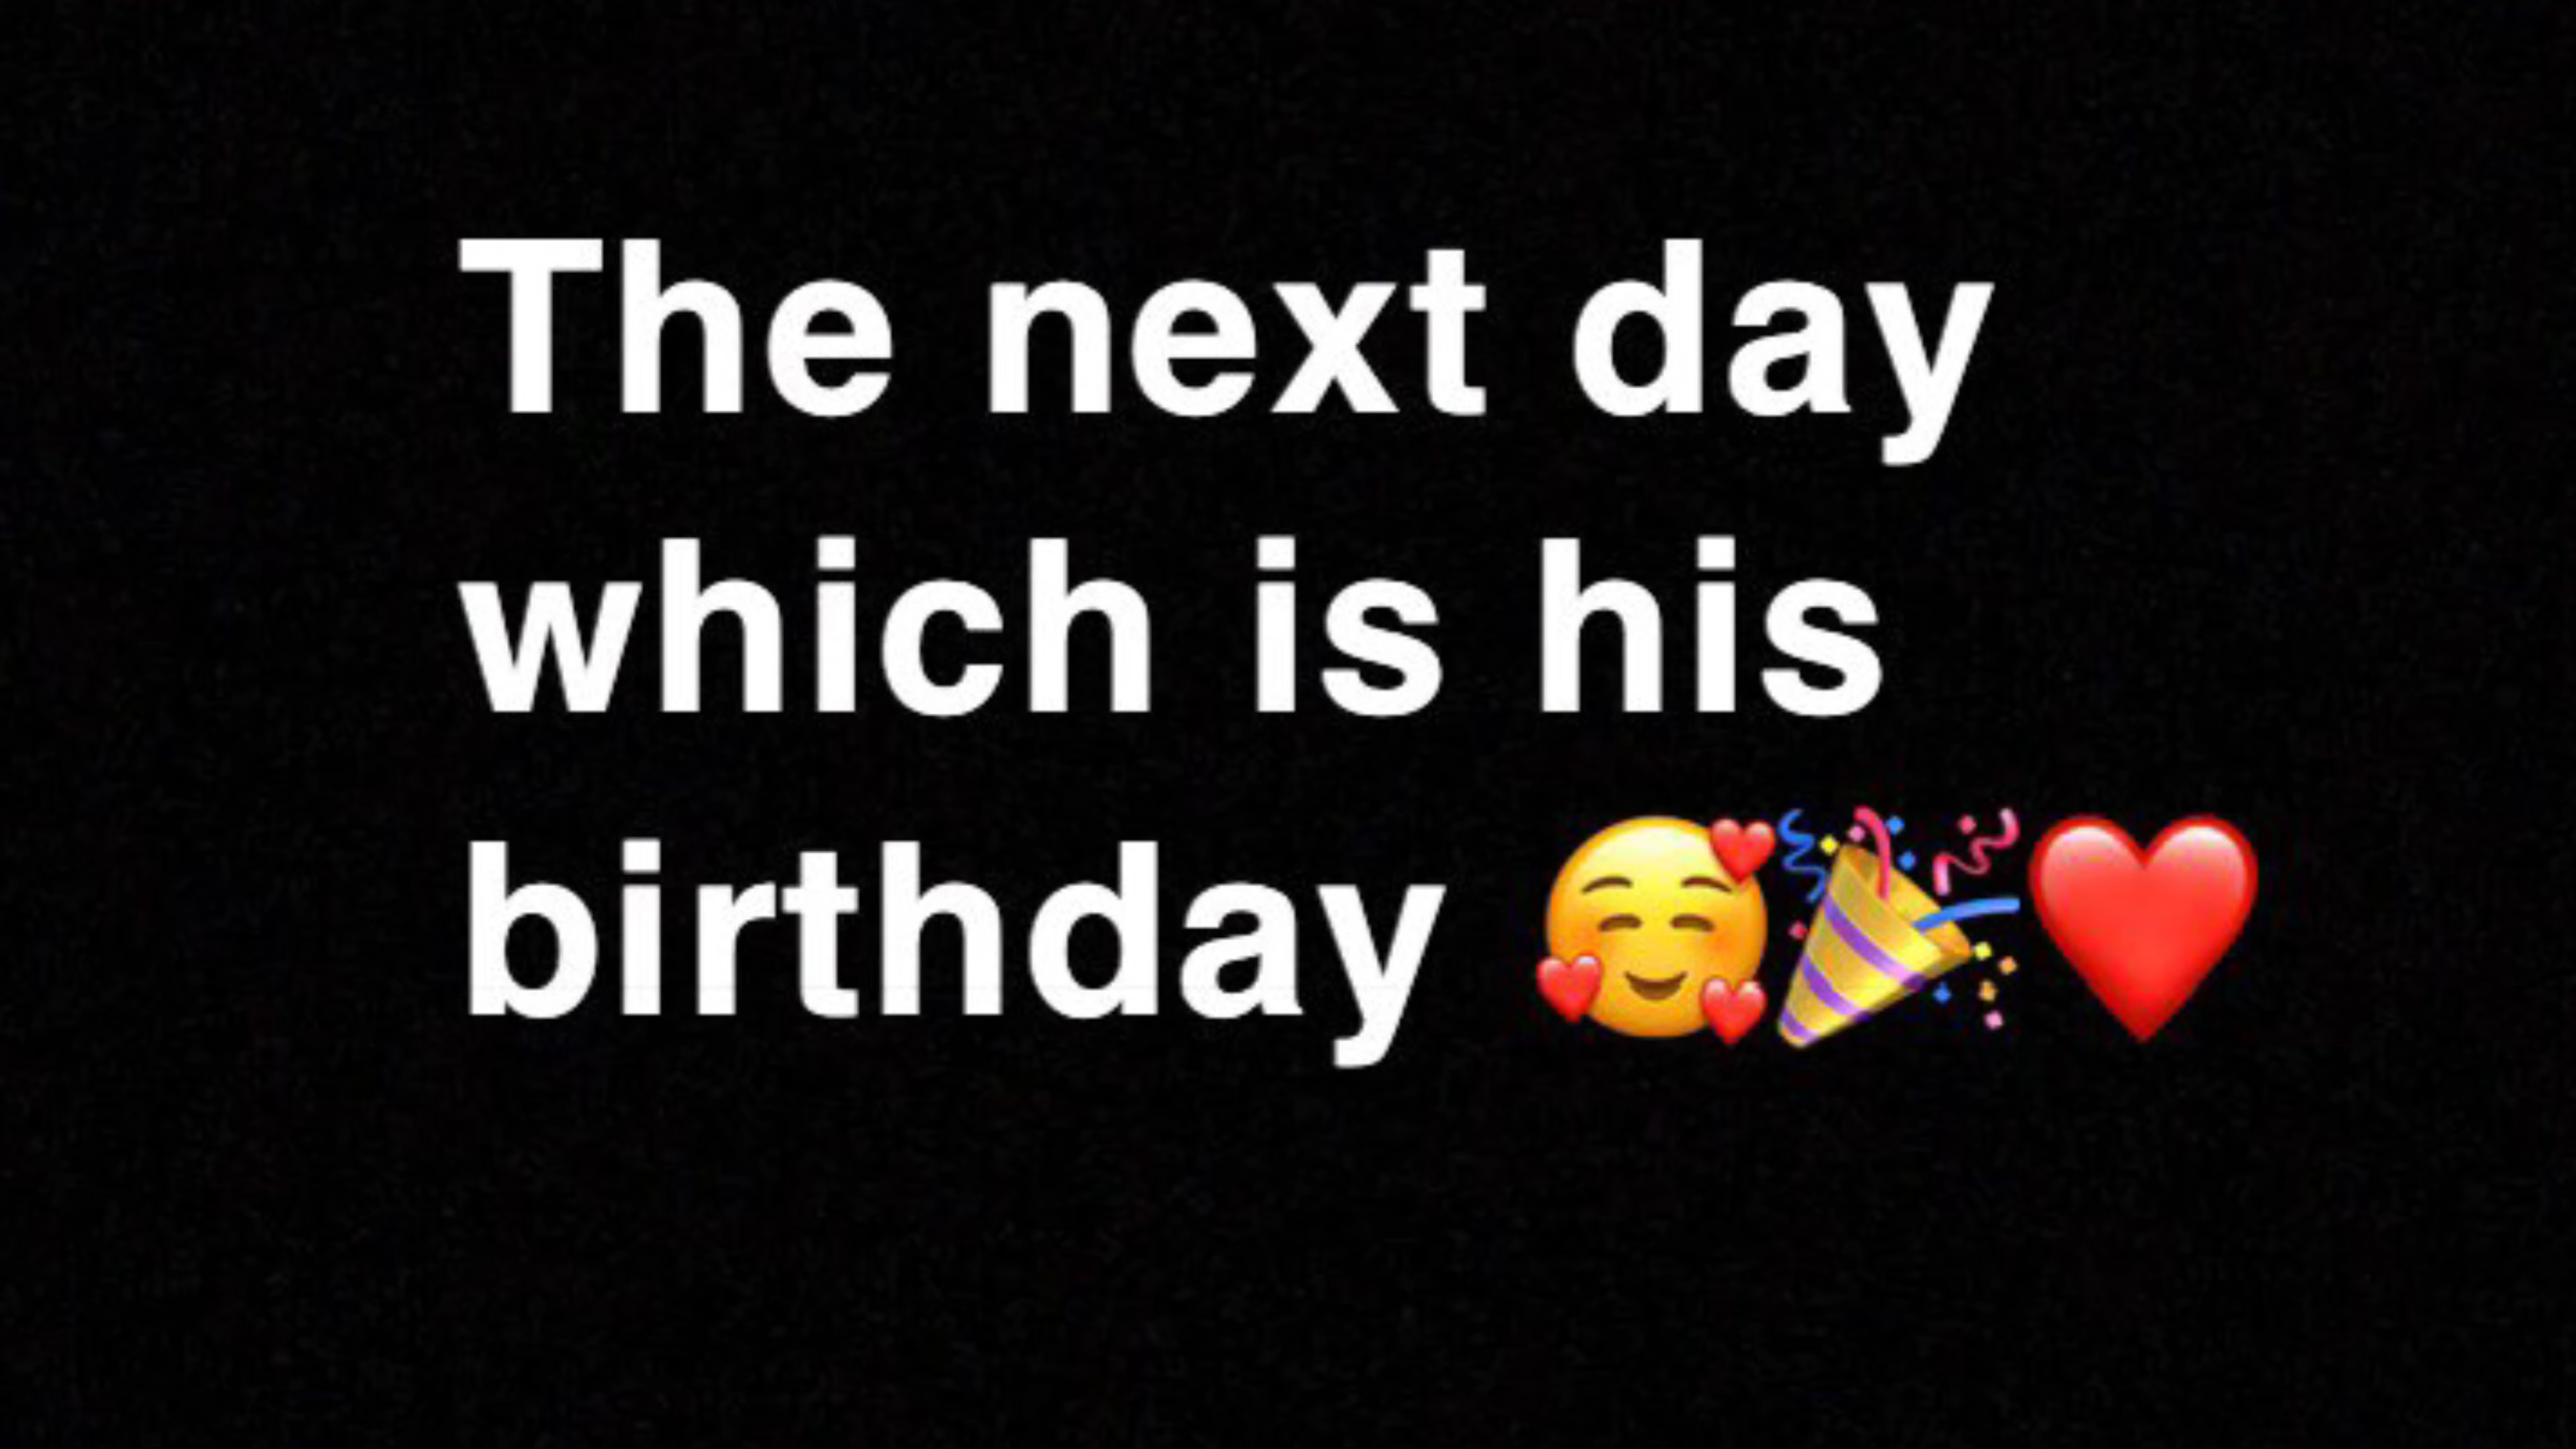 The next day
which is his
birthday 🥰🎉❤️